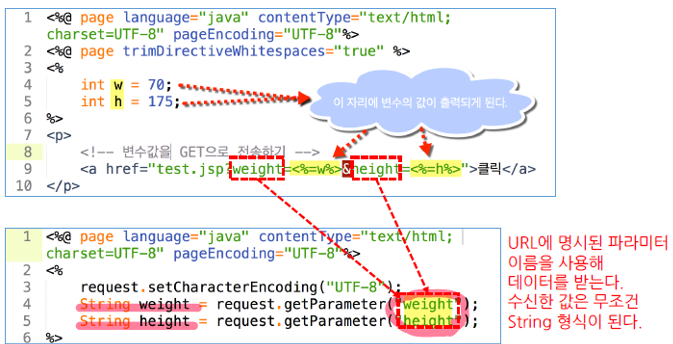 1 <%@ page language="java" contentType="text/html;
charset=UTF-8" pageEncoding="UTF-8"%>
2 <%@ page trimDirectiveWhitespaces="true" %>
3 <%
4 int w = 70;
5 int h = 175;
이 자리에 변수의 값이 출력되게 된다.
6 %>
7 <p>
8 <!-- 변수값을 GET으로 전송하기 -->
9 <a href="test.jsp?weight=<%=w%>&height=<%=h%>">클릭</a>
10 </p>
1 <%@ page language="java" contentType="text/html;
charset=UTF-8" pageEncoding="UTF-8"%>
2 <%
3 request.setCharacterEncoding("UTF-8");
4 String weight = request.getParameter("weight");
5 String height = request.getParameter("height");
6 %>
URL에 명시된 파라미터
이름을 사용해
데이터를 받는다.
수신한 값은 무조건
String 형식이 된다.